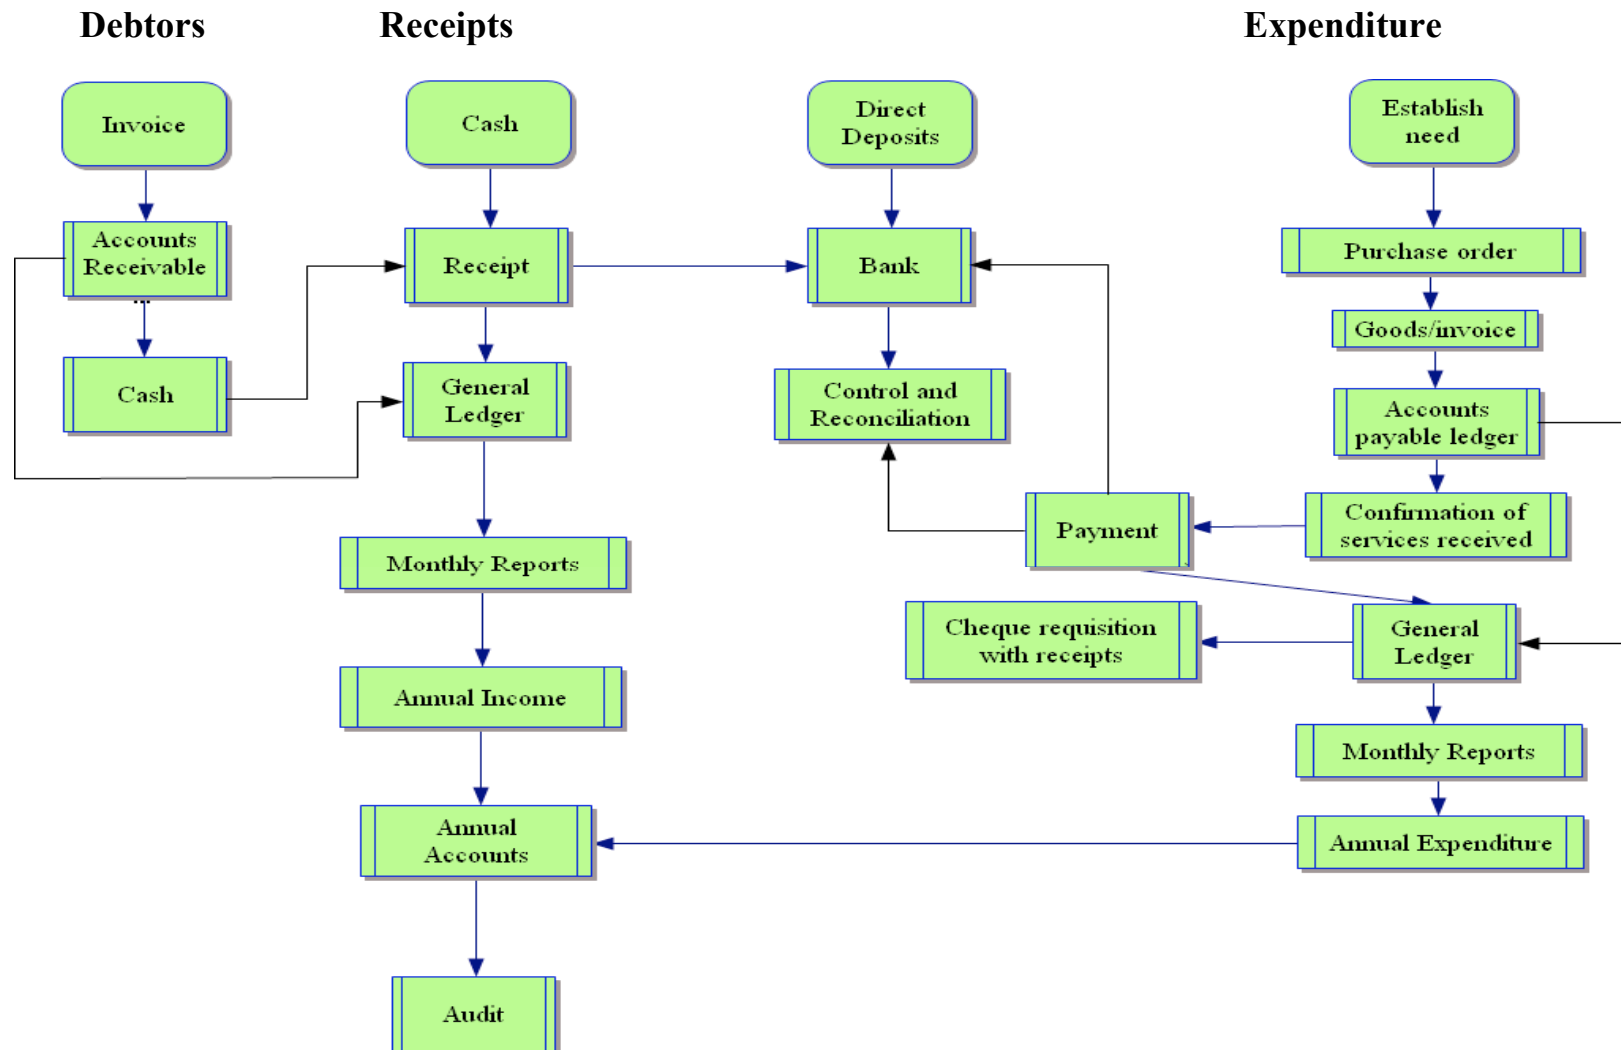 Debtors
Receipts
Expenditure
Invoice
Cash
Direct
Deposits
Establish
need
Accounts
Receivable
...
Receipt
Bank
Purchase order
Goods/invoice
Cash
General
Ledger
Control and
Reconciliation
Accounts
payable ledger
Payment
Confirmation of
services received
Monthly Reports
Cheque requisition
with receipts
General
Ledger
Annual Income
Monthly Reports
Annual
Accounts
Annual Expenditure
Audit